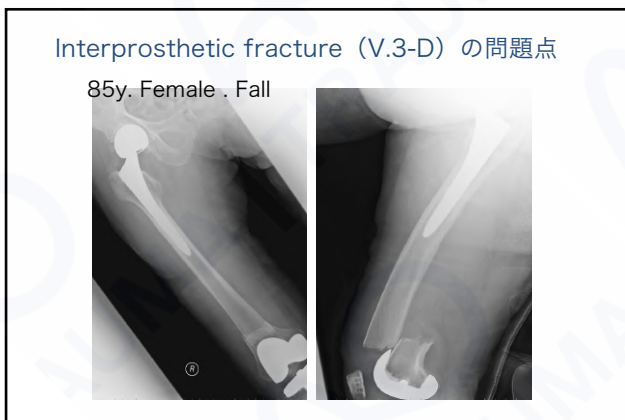 Interprosthetic fracture（V.3-D）の問題点
85y. Female . Fall
R